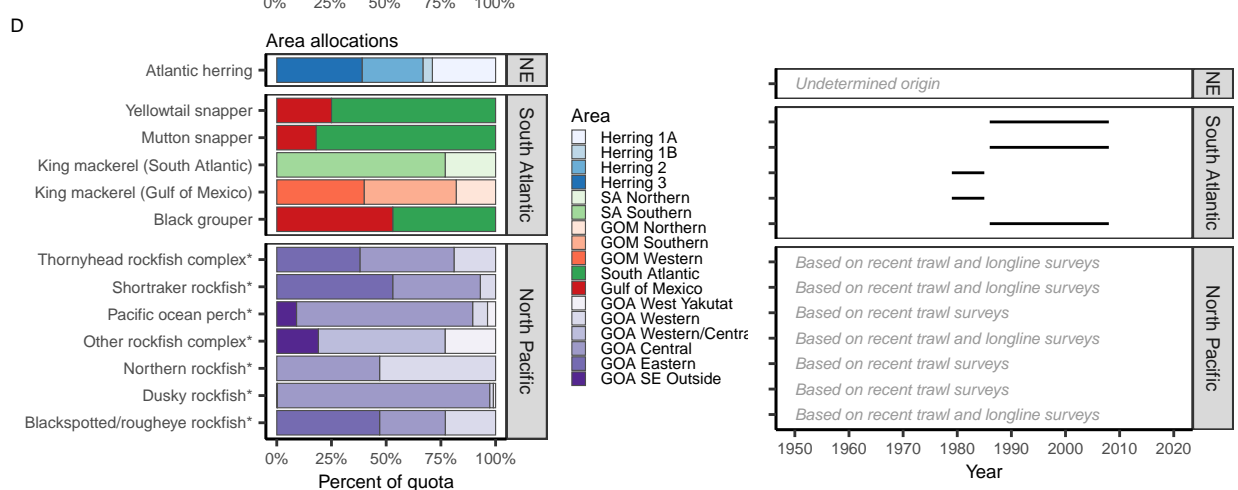 0% 25% 50% 75% 100%
D
Area allocations
Atlantic herring
NE
Yellowtail snapper
Mutton snapper
King mackerel (South Atlantic)
King mackerel (Gulf of Mexico)
Black grouper
South Atlantic
Thornyhead rockfish complex*
Shortraker rockfish*
Pacific ocean perch*
Other rockfish complex*
Northern rockfish*
Dusky rockfish*
Blackspotted/rougheye rockfish*
North Pacific
0% 25% 50% 75% 100%
Percent of quota
Area
Herring 1A
Herring 1B
Herring 2
Herring 3
SA Northern
SA Southern
GOM Northern
GOM Southern
GOM Western
South Atlantic
Gulf of Mexico
GOA West Yakutat
GOA Western
GOA Western/Centra
GOA Central
GOA Eastern
GOA SE Outside
Undetermined origin
NE
South Atlantic
Based on recent trawl and longline surveys
Based on recent trawl and longline surveys
Based on recent trawl surveys
Based on recent trawl and longline surveys
Based on recent trawl surveys
Based on recent trawl surveys
Based on recent trawl and longline surveys
North Pacific
1950 1960 1970 1980 1990 2000 2010 2020
Year